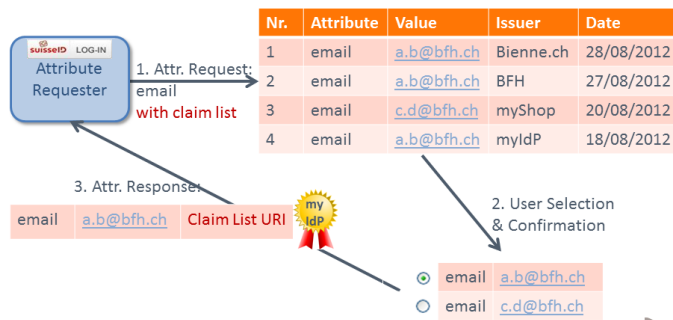 Nr. Attribute Value Issuer Date
1 email a.b@bfh.ch Bienne.ch 28/08/2012
2 email a.b@bfh.ch BFH 27/08/2012
3 email c.d@bfh.ch myShop 20/08/2012
4 email a.b@bfh.ch myIdP 18/08/2012
suisseID LOG-IN
Attribute
Requester
1. Attr. Request:
email
with claim list
3. Attr. Response:
email a.b@bfh.ch Claim List URI
my
IdP
2. User Selection
& Confirmation
email a.b@bfh.ch
email c.d@bfh.ch